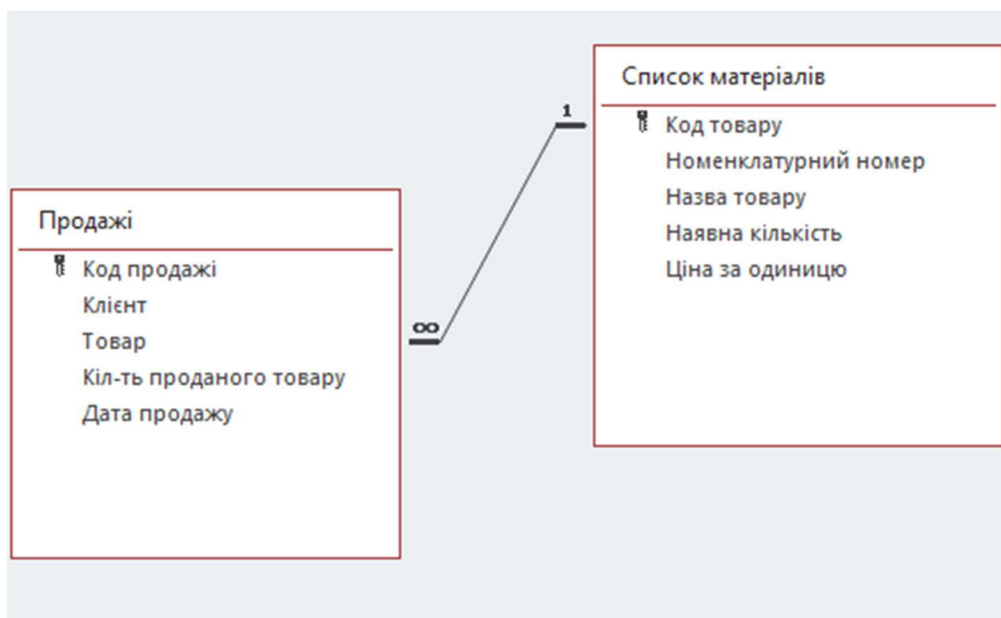 Список матеріалів
Код товару
Номенклатурний номер
Назва товару
Наявна кількість
Ціна за одиницю
1
∞
Продажі
Код продажі
Клієнт
Товар
Кіл-ть проданого товару
Дата продажу